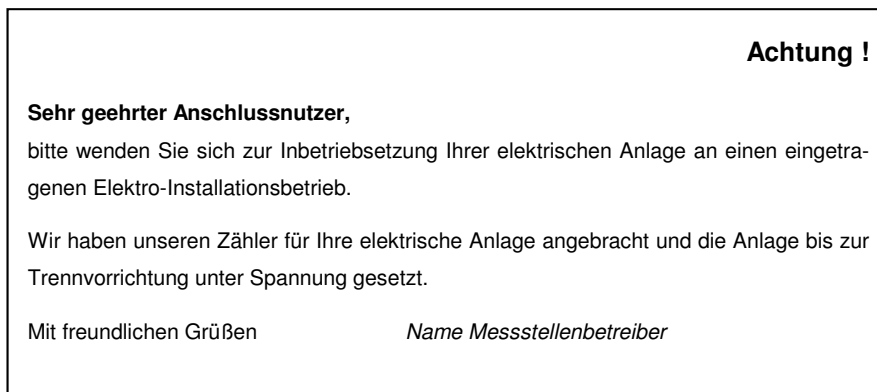 Achtung !
Sehr geehrter Anschlussnutzer,
bitte wenden Sie sich zur Inbetriebsetzung Ihrer elektrischen Anlage an einen eingetra-
genen Elektro-Installationsbetrieb.
Wir haben unseren Zähler für Ihre elektrische Anlage angebracht und die Anlage bis zur
Trennvorrichtung unter Spannung gesetzt.
Mit freundlichen Grüßen Name Messstellenbetreiber